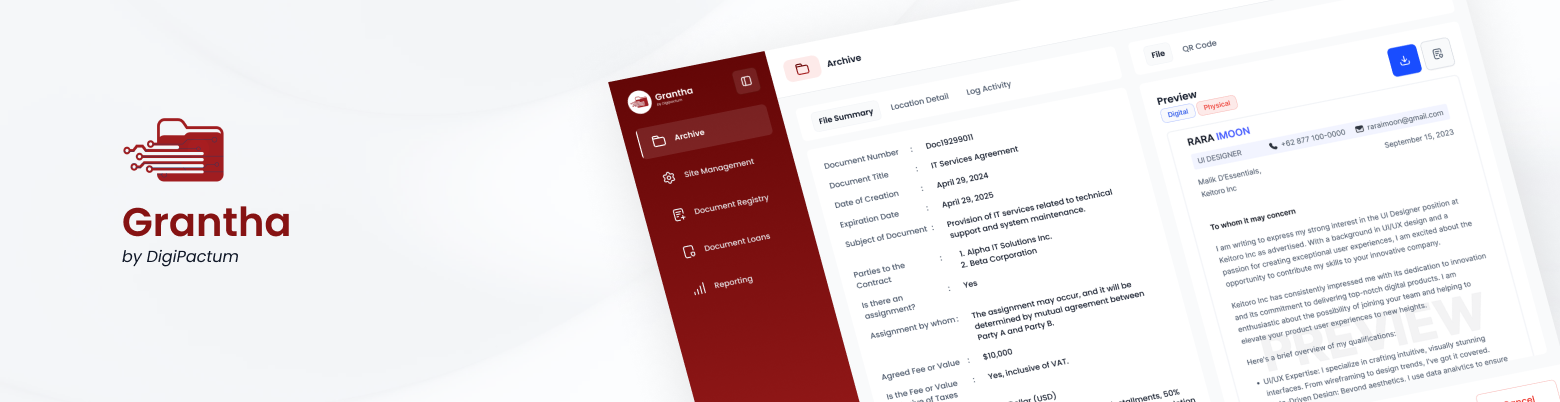 Grantha
by DigiPactum
Grantha
by DigiPactum
Archive
Site Management
Document Registry
Document Loans
Reporting
Archive
File Summary
Location Detail
Log Activity
Document Number : Doc19299011
Document Title : IT Services Agreement
Date of Creation : April 29, 2024
Expiration Date : April 29, 2025
Subject of Document : Provision of IT services related to technical
support and system maintenance.
Parties to the : 1. Alpha IT Solutions Inc.
Contract 2. Beta Corporation
Is there an : Yes
assignment?
Assignment by whom : The assignment may occur, and it will be
determined by mutual agreement between
Party A and Party B.
Agreed Fee or Value : $10,000
Is the Fee or Value : Yes, inclusive of VAT.
of Taxes
(USD)
50%
File
QR Code
Preview
Digital
Physical
RARA IMOON
UI DESIGNER
+62 877 100-0000
raraimoon@gmail.com
September 15, 2023
Malik D'Essentials,
Keitoro Inc
To whom it may concern
I am writing to express my strong interest in the UI Designer position at
Keitoro Inc as advertised. With a background in UI/UX design and a
passion for creating exceptional user experiences, I am excited about the
opportunity to contribute my skills to your innovative company.
Keitoro Inc has consistently impressed me with its dedication to innovation
and its commitment to delivering top-notch digital products. I am
enthusiastic about the possibility of joining your team and helping to
elevate your product user experiences to new heights.
Here's a brief overview of my qualifications:
• UI/UX Expertise: I specialize in crafting intuitive, visually stunning
interfaces. From wireframing to design trends, I've got it covered.
-Driven Design: Beyond aesthetics, I use data analytics to ensure
PREVIEW